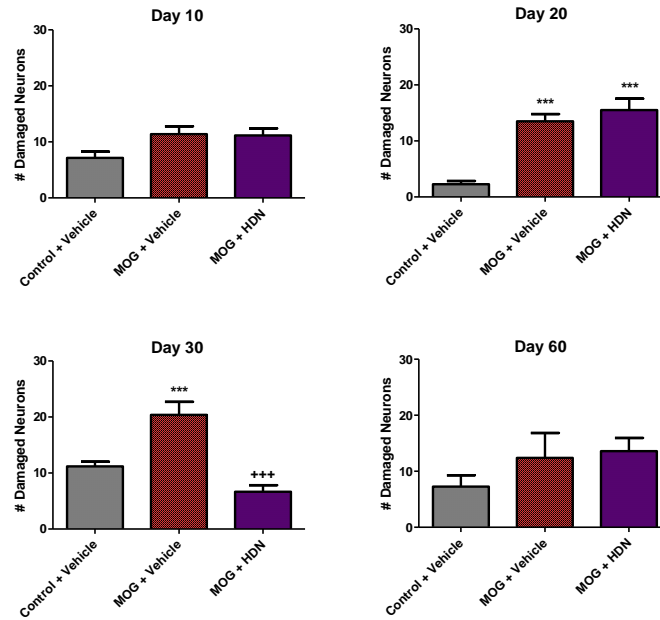 Day 10
# Damaged Neurons
30
20
10
0
Control + Vehicle
MOG + Vehicle
MOG + HDN
Day 20
# Damaged Neurons
30
20
10
0
***
***
Control + Vehicle
MOG + Vehicle
MOG + HDN
Day 30
# Damaged Neurons
30
20
10
0
***
+++
Control + Vehicle
MOG + Vehicle
MOG + HDN
Day 60
# Damaged Neurons
30
20
10
0
Control + Vehicle
MOG + Vehicle
MOG + HDN